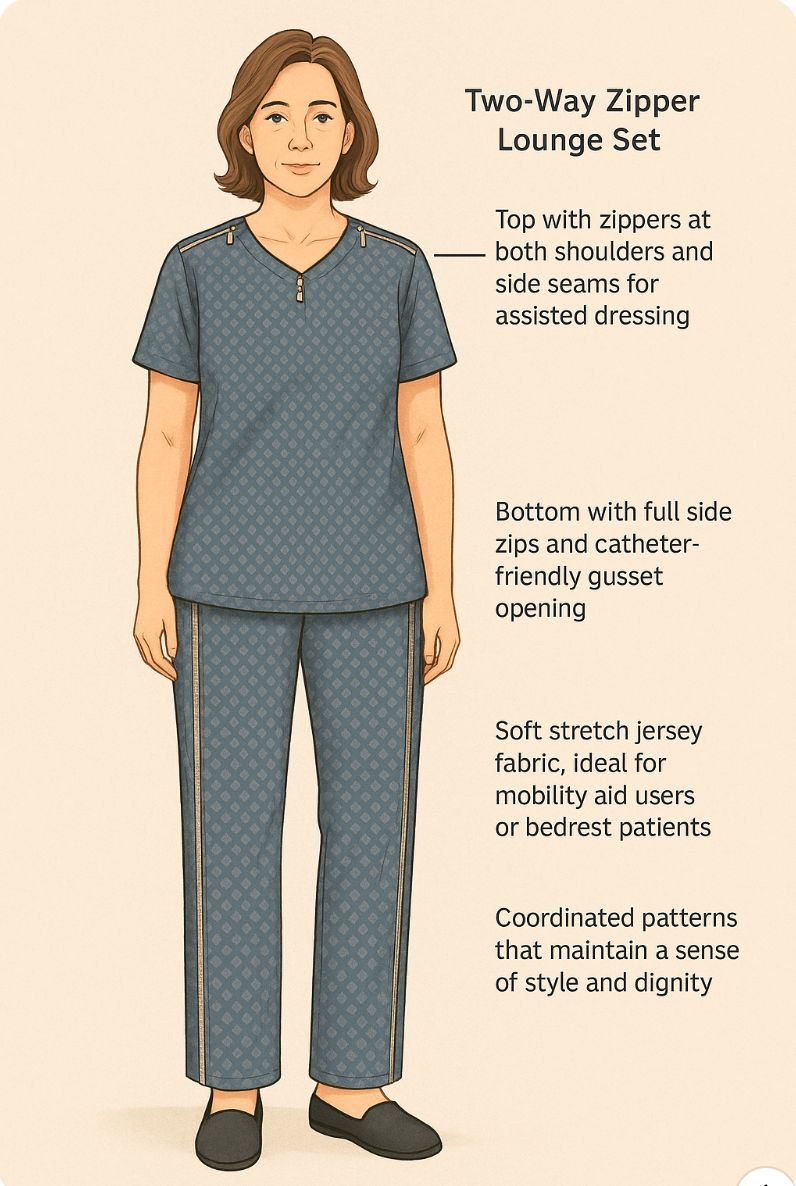 Two-Way Zipper
Lounge Set
Top with zippers at
both shoulders and
side seams for
assisted dressing
Bottom with full side
zips and catheter-
friendly gusset
opening
Soft stretch jersey
fabric, ideal for
mobility aid users
or bedrest patients
Coordinated patterns
that maintain a sense
of style and dignity